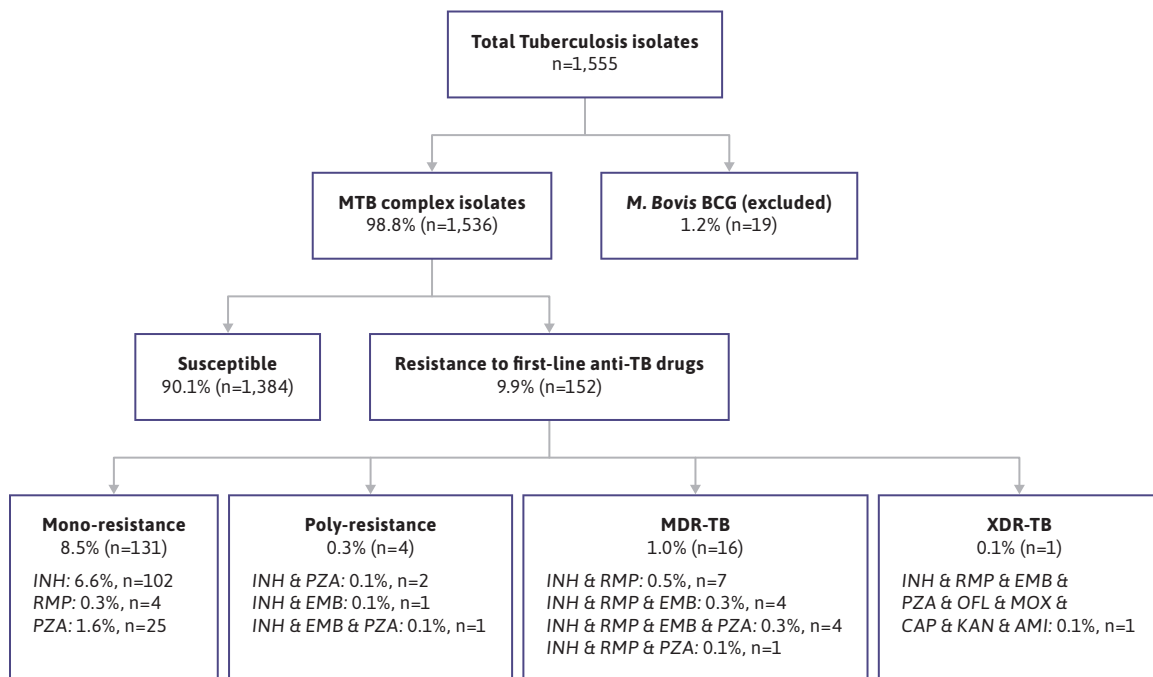 Total Tuberculosis isolates
n=1,555
MTB complex isolates
98.8% (n=1,536)
M. Bovis BCG (excluded)
1.2% (n=19)
Susceptible
90.1% (n=1,384)
Resistance to first-line anti-TB drugs
9.9% (n=152)
Mono-resistance
8.5% (n=131)
INH: 6.6%, n=102
RMP: 0.3%, n=4
PZA: 1.6%, n=25
Poly-resistance
0.3% (n=4)
INH & PZA: 0.1%, n=2
INH & EMB: 0.1%, n=1
INH & EMB & PZA: 0.1%, n=1
MDR-TB
1.0% (n=16)
INH & RMP: 0.5%, n=7
INH & RMP & EMB: 0.3%, n=4
INH & RMP & EMB & PZA: 0.3%, n=4
INH & RMP & PZA: 0.1%, n=1
XDR-TB
0.1% (n=1)
INH & RMP & EMB &
PZA & OFL & MOX &
CAP & KAN & AMI: 0.1%, n=1